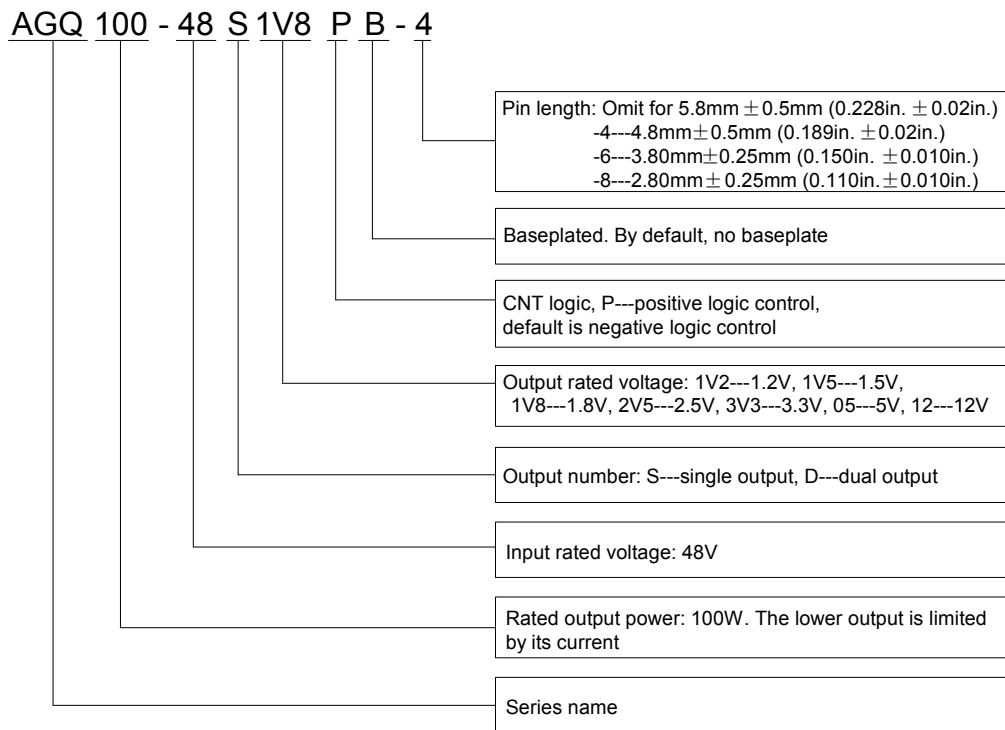 AGQ 100 - 48 S 1V8 P B - 4
Pin length: Omit for 5.8mm ±0.5mm (0.228in. ±0.02in.)
-4---4.8mm±0.5mm (0.189in. ±0.02in.)
-6---3.80mm±0.25mm (0.150in. ±0.010in.)
-8---2.80mm±0.25mm (0.110in.±0.010in.)
Baseplated. By default, no baseplate
CNT logic, P---positive logic control,
default is negative logic control
Output rated voltage: 1V2---1.2V, 1V5---1.5V,
1V8---1.8V, 2V5---2.5V, 3V3---3.3V, 05---5V, 12---12V
Output number: S---single output, D---dual output
Input rated voltage: 48V
Rated output power: 100W. The lower output is limited
by its current
Series name